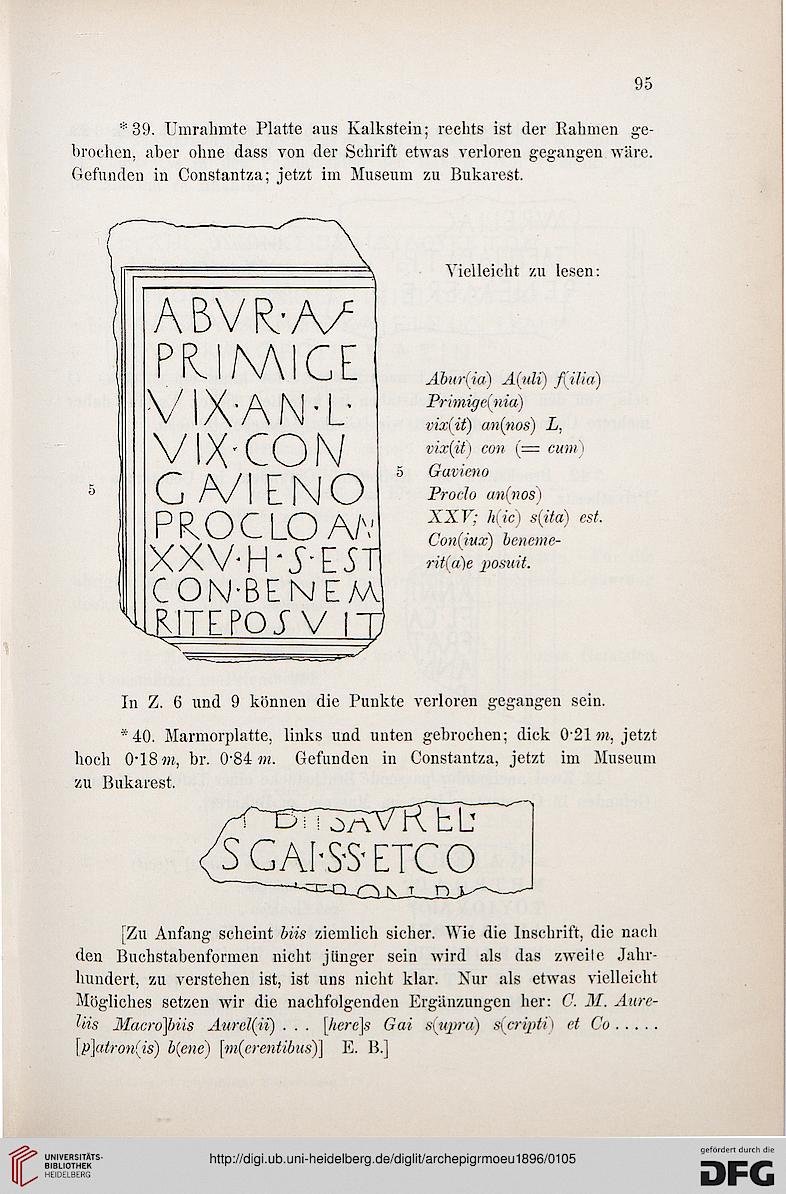 95
*39. Umrahmte Platte aus Kalkstein; rechts ist der Rahmen ge-
brochen, aber ohne dass von der Schrift etwas verloren gegangen wäre.
Gefunden in Constantza; jetzt im Museum zu Bukarest.
ABVR·AF
PRIMIGE
VIX·AN·L·
VIX·CON
5
GAVIENO
PROCLO AN
XXV·H·S·EST
CON·BENEM
RITEPOSVIT
Vielleicht zu lesen:
Abur(ia) A(uli) f(ilia)
Primige(nia)
vix(it) an(nos) L,
vix(it) con (= cum)
5 Gavieno
Proclo an(nos)
XXV; h(ic) s(ita) est.
Con(iux) beneme-
rit(a)e posuit.
In Z. 6 und 9 können die Punkte verloren gegangen sein.
*40. Marmorplatte, links und unten gebrochen; dick 0·21 m, jetzt
hoch 0·18 m, br. 0·84 m. Gefunden in Constantza, jetzt im Museum
zu Bukarest.
SAVREL·
S GAI·S·S·ETCO
[Zu Anfang scheint biis ziemlich sicher. Wie die Inschrift, die nach
den Buchstabenformen nicht jünger sein wird als das zweite Jahr-
hundert, zu verstehen ist, ist uns nicht klar. Nur als etwas vielleicht
Mögliches setzen wir die nachfolgenden Ergänzungen her: C. M. Aure-
liis Macro]biis Aurel(ii) . . . [here]s Gai s(upra) s(cripti) et Co . . . . .
[p]atron(is) b(ene) [m(erentibus)] E. B.]
UNIVERSITÄTS-
BIBLIOTHEK
HEIDELBERG
http://digi.ub.uni-heidelberg.de/diglit/archepigrmoeu1896/0105
gefördert durch die
DFG